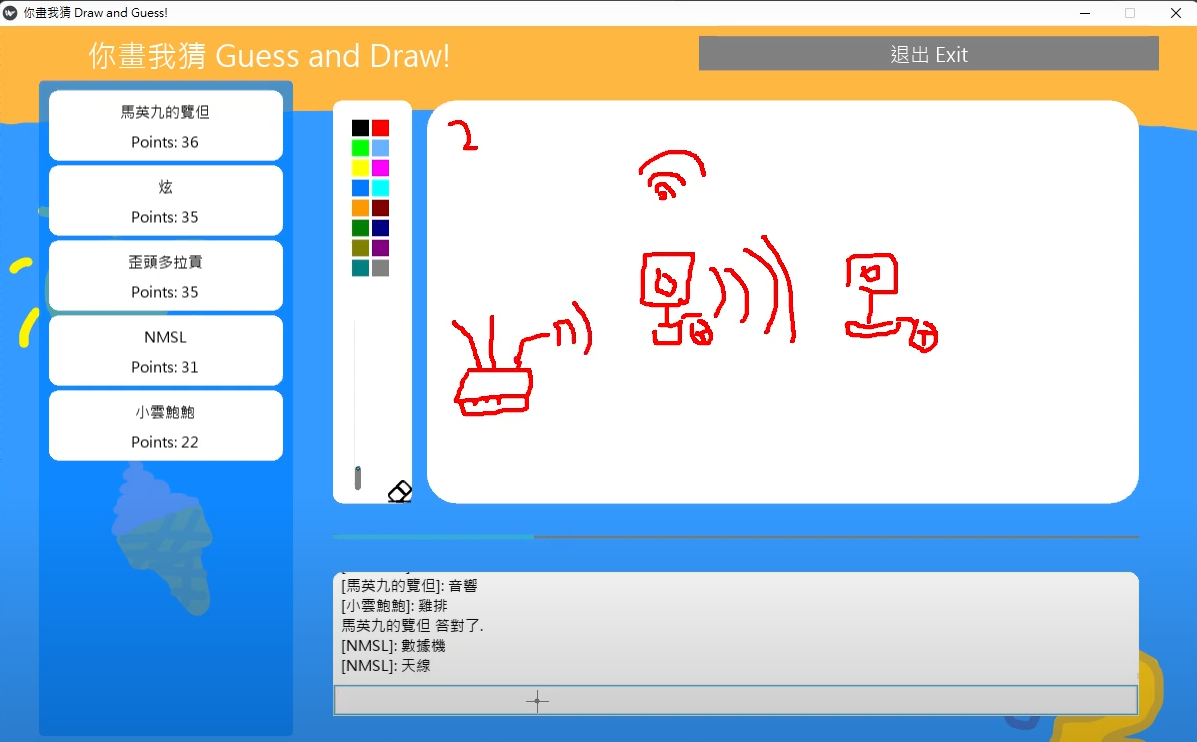 你畫我猜 Draw and Guess!
你畫我猜 Guess and Draw!
退出 Exit
馬英九的覽但
Points: 36
炫
Points: 35
歪頭多拉貢
Points: 35
NMSL
Points: 31
小雲鮑鮑
Points: 22
2
[馬英九的覽但]: 音響
[小雲鮑鮑]: 雞排
馬英九的覽但 答對了.
[NMSL]: 數據機
[NMSL]: 天線